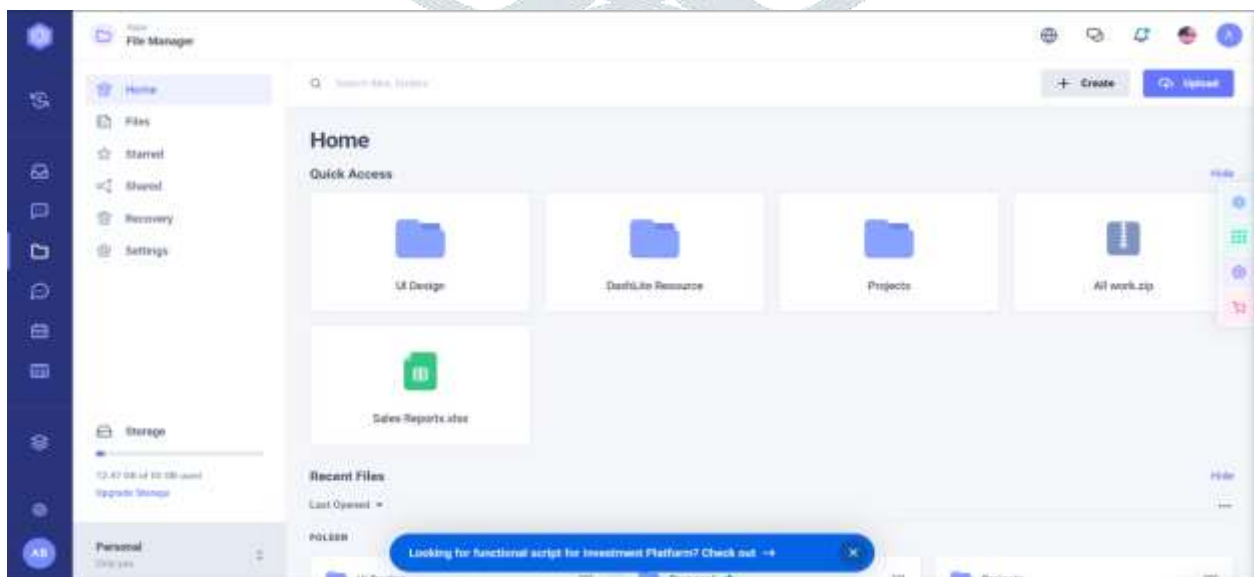 File Manager
Home
Files
Starred
Shared
Recovery
Settings
Storage
Upgrade Storage
Personal
AB
+ Create
Upload
Home
Quick Access
Hide
UI Design
DashLite Resource
Projects
All work.zip
Sales Reports.xlsx
Recent Files
Hide
Last Opened
FOLDER
Looking for functional script for Investment Platform? Check out →